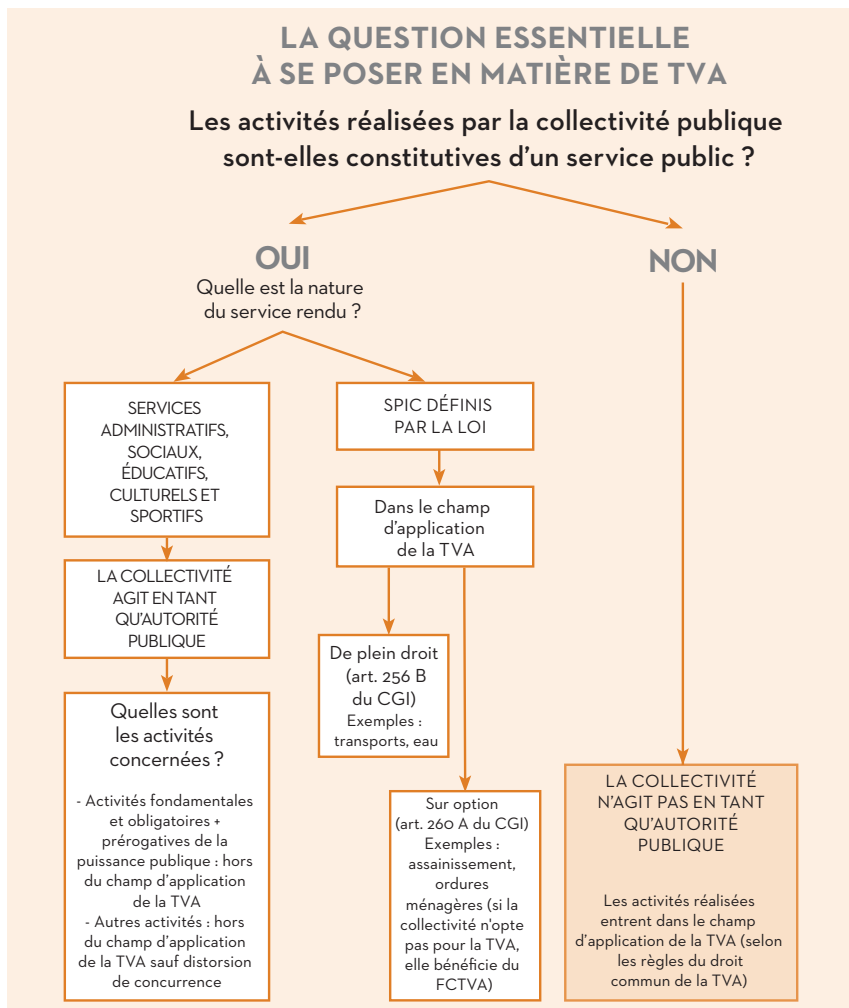 LA QUESTION ESSENTIELLE
À SE POSER EN MATIÈRE DE TVA
Les activités réalisées par la collectivité publique
sont-elles constitutives d'un service public ?
OUI
Quelle est la nature
du service rendu ?
NON
SERVICES
ADMINISTRATIFS,
SOCIAUX,
ÉDUCATIFS,
CULTURELS ET
SPORTIFS
LA COLLECTIVITÉ
AGIT EN TANT
QU'AUTORITÉ
PUBLIQUE
Quelles sont
les activités
concernées ?
- Activités fondamentales
et obligatoires +
prérogatives de la
puissance publique : hors
du champ d'application
de la TVA
- Autres activités : hors
du champ d'application
de la TVA sauf distorsion
de concurrence
SPIC DÉFINIS
PAR LA LOI
Dans le champ
d'application
de la TVA
De plein droit
(art. 256 B
du CGI)
Exemples :
transports, eau
Sur option
(art. 260 A du CGI)
Exemples :
assainissement,
ordures
ménagères (si la
collectivité n'opte
pas pour la TVA,
elle bénéficie du
FCTVA)
LA COLLECTIVITÉ
N'AGIT PAS EN TANT
QU'AUTORITÉ
PUBLIQUE
Les activités réalisées
entrent dans le champ
d'application de la TVA (selon
les règles du droit
commun de la TVA)